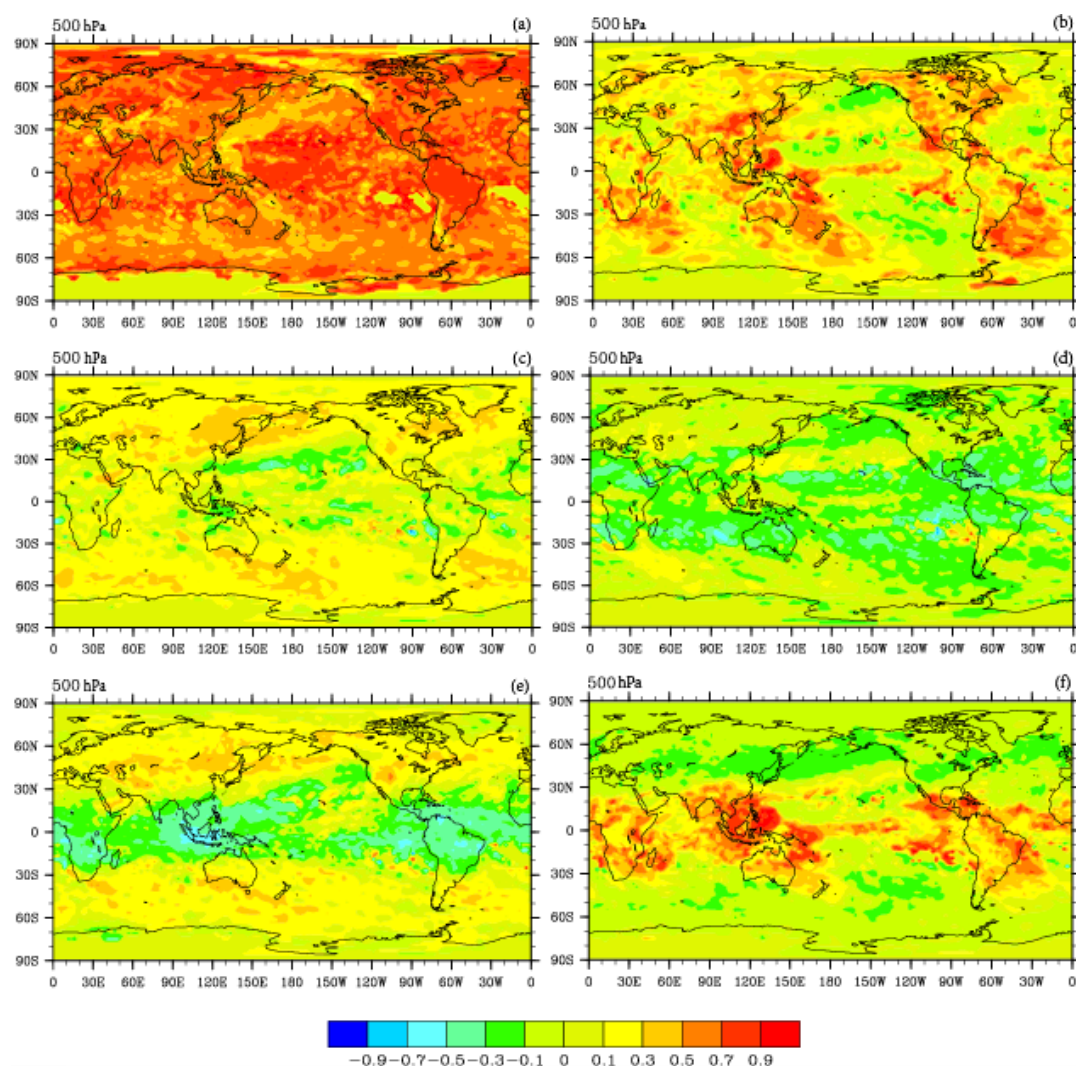 500 hPa (a) 500 hPa (b)
90N 90N
60N 60N
30N 30N
0 0
30S 30S
60S 60S
90S 90S
0 30E 60E 90E 120E 150E 180 150W 120W 90W 60W 30W 0 0 30E 60E 90E 120E 150E 180 150W 120W 90W 60W 30W 0
500 hPa (c) 500 hPa (d)
90N 90N
60N 60N
30N 30N
0 0
30S 30S
60S 60S
90S 90S
0 30E 60E 90E 120E 150E 180 150W 120W 90W 60W 30W 0 0 30E 60E 90E 120E 150E 180 150W 120W 90W 60W 30W 0
500 hPa (e) 500 hPa (f)
90N 90N
60N 60N
30N 30N
0 0
30S 30S
60S 60S
90S 90S
0 30E 60E 90E 120E 150E 180 150W 120W 90W 60W 30W 0 0 30E 60E 90E 120E 150E 180 150W 120W 90W 60W 30W 0
−0.9 −0.7 −0.5 −0.3 −0.1 0 0.1 0.3 0.5 0.7 0.9